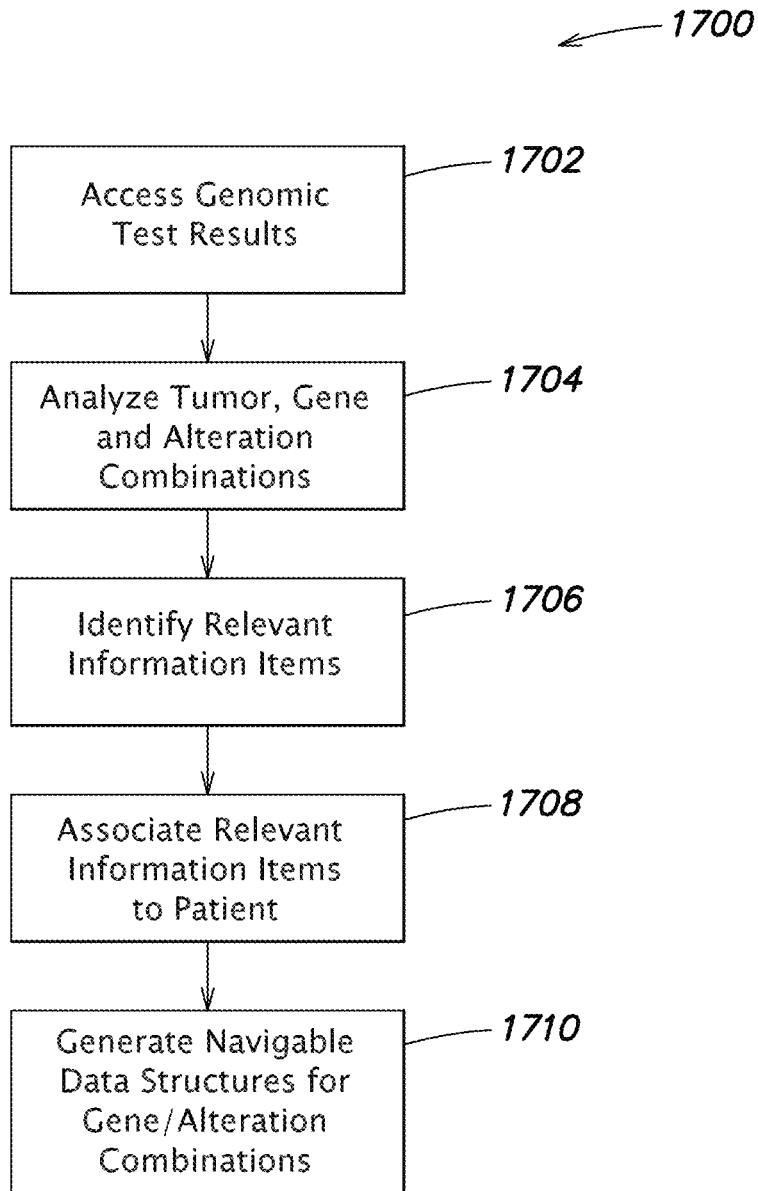 1700
1702
Access Genomic
Test Results
1704
Analyze Tumor, Gene
and Alteration
Combinations
1706
Identify Relevant
Information Items
1708
Associate Relevant
Information Items
to Patient
1710
Generate Navigable
Data Structures for
Gene/Alteration
Combinations